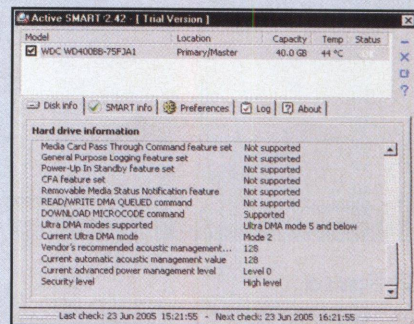 Active SMART 2.42 - [ Trial Version ]
Model Location Capacity Temp Status
WDC WD400BB-75FJA1 Primary/Master 40.0 GB 44 °C
Disk info SMART info Preferences Log About
Hard drive information
Media Card Pass Through Command feature set Not supported
General Purpose Logging feature set Not supported
Power-Up In Standby feature set Not supported
CFA feature set Not supported
Removable Media Status Notification feature Not supported
READ/WRITE DMA QUEUED command Not supported
DOWNLOAD MICROCODE command Supported
Ultra DMA modes supported Ultra DMA mode 5 and below
Current Ultra DMA mode Mode 2
Vendor's recommended acoustic management... 128
Current automatic acoustic management value 128
Current advanced power management level Level 0
Security level High level
Last check: 23 Jun 2005 15:21:55 - Next check: 23 Jun 2005 16:21:55